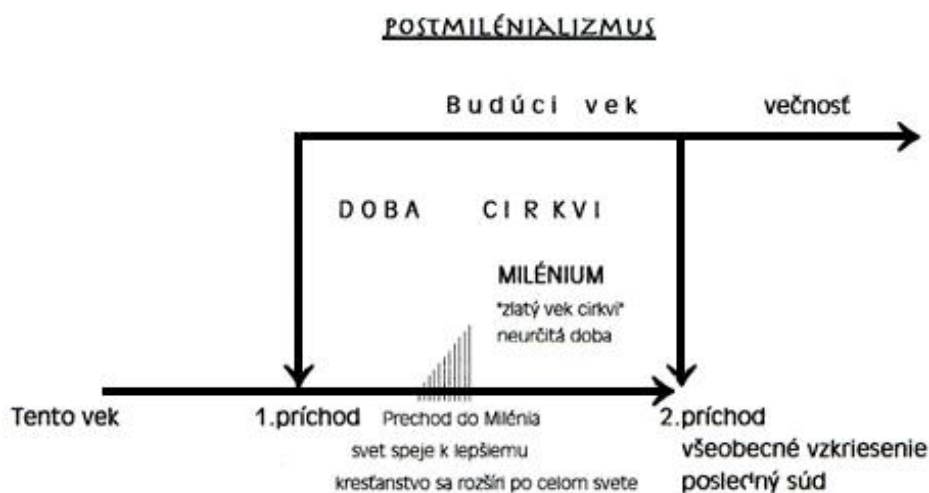 POSTMILÉNIALIZMUS
Budúci vek večnosť
DOBA CIRKVI
MILÉNIUM
"zlatý vek cirkvi"
neurčitá doba
Tento vek 1.príchod Prechod do Milénia 2.príchod
svet speje k lepšiemu všeobecné vzkriesenie
kresťanstvo sa rozšíri po celom svete posledný súd